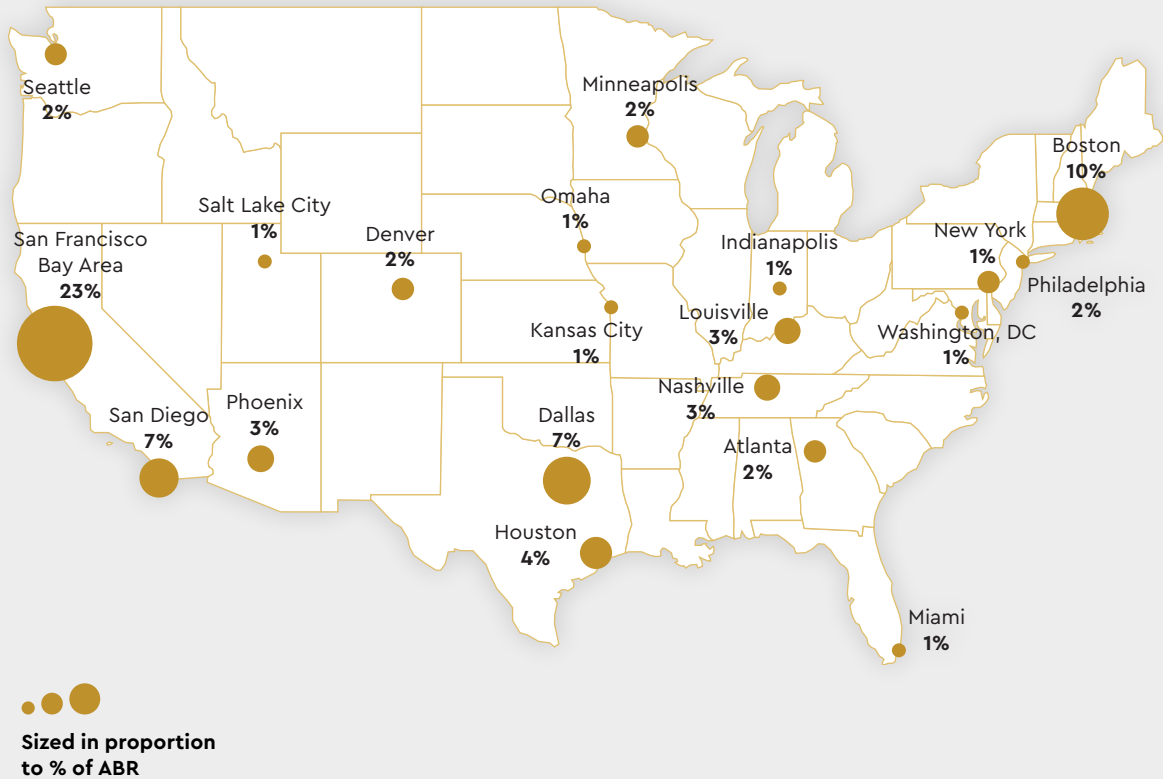 Seattle
2%
Minneapolis
2%
Boston
10%
Salt Lake City
1%
Omaha
1%
San Francisco
Bay Area
23%
Denver
2%
Indianapolis
1%
New York
1%
Philadelphia
2%
Louisville
3%
Washington, DC
1%
Kansas City
1%
Nashville
3%
San Diego
7%
Phoenix
3%
Dallas
7%
Atlanta
2%
Houston
4%
Miami
1%
Sized in proportion
to % of ABR